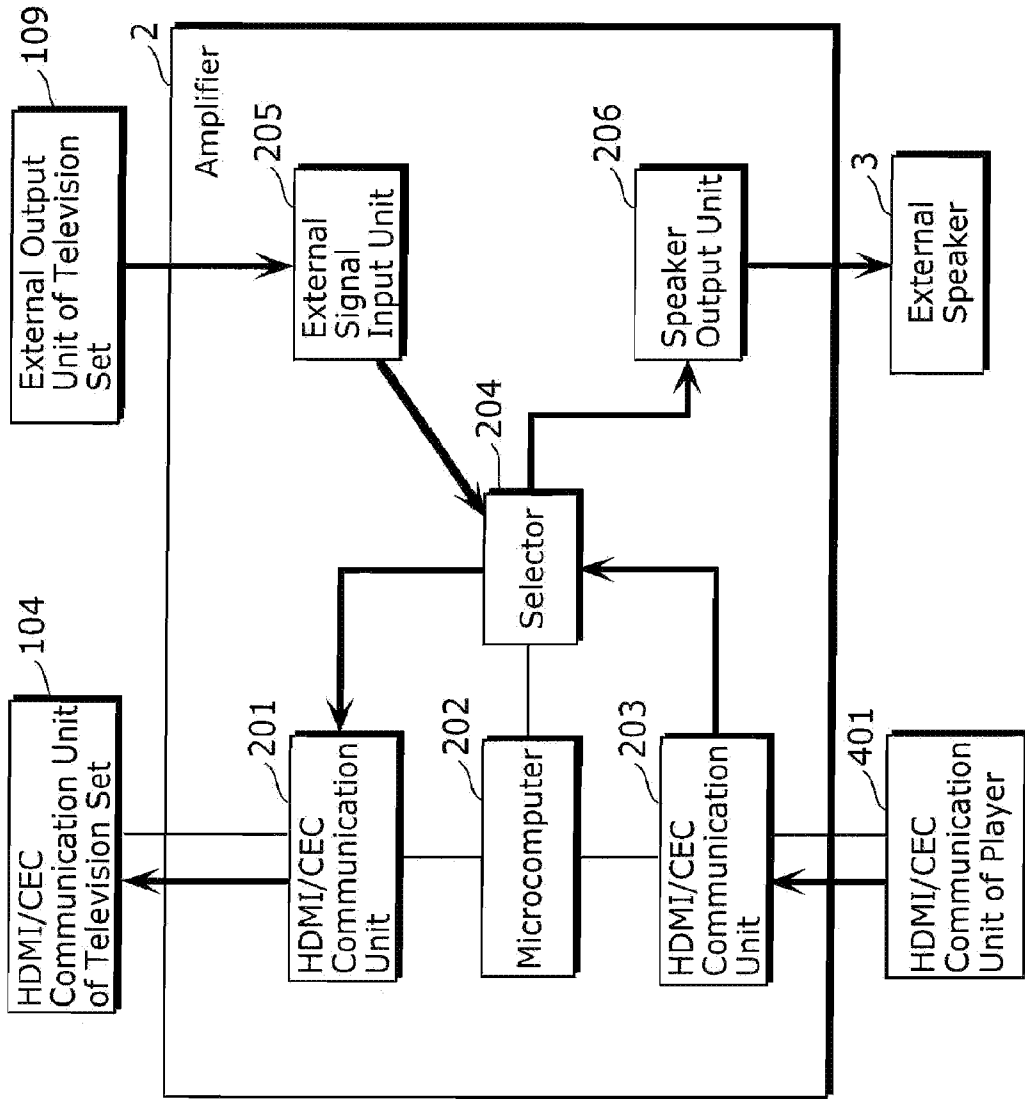 HDMI/CEC
Communication Unit
of Television Set
104
External Output
Unit of Television
Set
109
2
Amplifier
HDMI/CEC
Communication
Unit
201
External
Signal
Input Unit
205
Microcomputer
202
Selector
204
HDMI/CEC
Communication
Unit
203
Speaker
Output Unit
206
HDMI/CEC
Communication
Unit of Player
401
External
Speaker
3